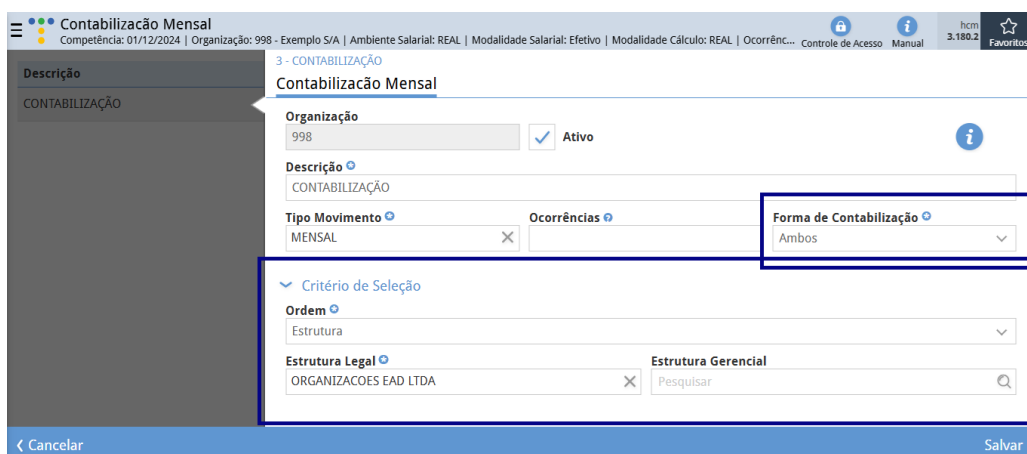 Contabilizacão Mensal
Competência: 01/12/2024 | Organização: 998 - Exemplo S/A | Ambiente Salarial: REAL | Modalidade Salarial: Efetivo | Modalidade Cálculo: REAL | Ocorrênc...
Controle de Acesso
Manual
hcm
3.180.2
Favoritos
Descrição
CONTABILIZAÇÃO
3 - CONTABILIZAÇÃO
Contabilizacão Mensal
Organização
998
Ativo
Descrição
CONTABILIZAÇÃO
Tipo Movimento Ocorrências Forma de Contabilização
MENSAL Ambos
Critério de Seleção
Ordem
Estrutura
Estrutura Legal Estrutura Gerencial
ORGANIZACOES EAD LTDA Pesquisar
Cancelar Salvar